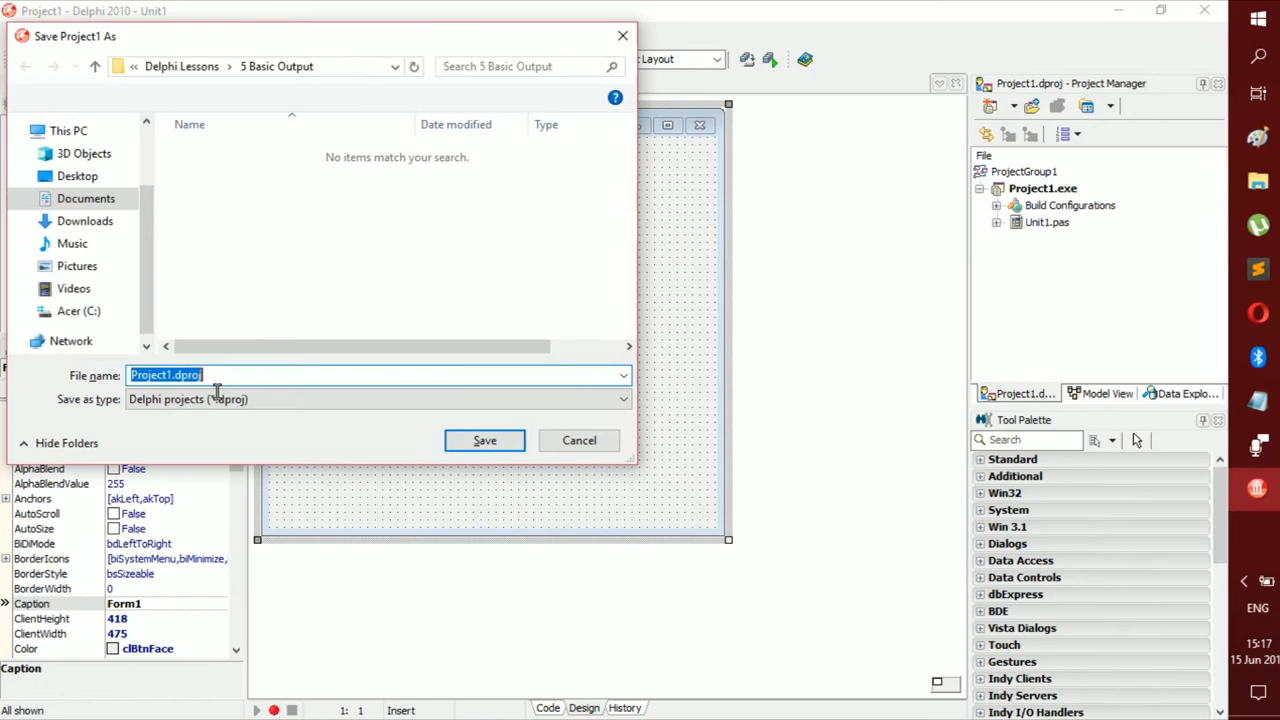 Project1 - Delphi 2010 - Unit1
Save Project1 As
« Delphi Lessons > 5 Basic Output
Search 5 Basic Output
Name
Date modified
Type
This PC
3D Objects
Desktop
Documents
Downloads
Music
Pictures
Videos
Acer (C:)
Network
No items match your search.
File name: Project1.dproj
Save as type: Delphi projects (*.dproj)
Hide Folders
Save
Cancel
Layout
Project1.dproj - Project Manager
File
ProjectGroup1
Project1.exe
Build Configurations
Unit1.pas
Project1.d...
Model View
Data Explo...
Tool Palette
Search
Standard
Additional
Win32
System
Win 3.1
Dialogs
Data Access
Data Controls
dbExpress
BDE
Vista Dialogs
Touch
Gestures
Indy Clients
Indy Servers
Indy I/O Handlers
AlphaBlend False
AlphaBlendValue 255
Anchors [akLeft,akTop]
AutoScroll False
AutoSize False
BiDiMode bdLeftToRight
BorderIcons [biSystemMenu,biMinimize,
BorderStyle bsSizeable
BorderWidth 0
Caption Form1
ClientHeight 418
ClientWidth 475
Color clBtnFace
Caption
All shown
1: 1
Insert
Code
Design
History
ENG
15:17
15 Jun 201